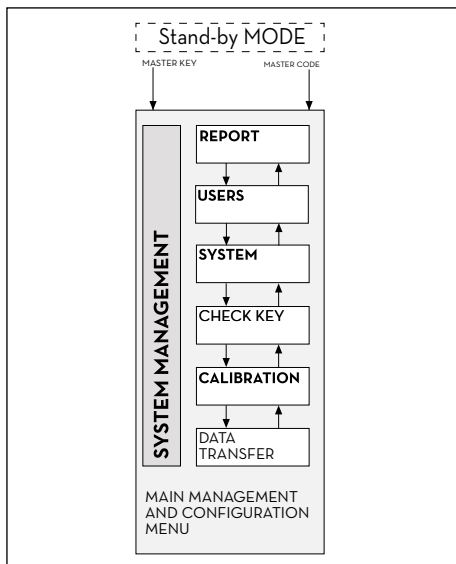 Stand-by MODE
MASTER KEY
MASTER CODE
SYSTEM MANAGEMENT
REPORT
USERS
SYSTEM
CHECK KEY
CALIBRATION
DATA
TRANSFER
MAIN MANAGEMENT
AND CONFIGURATION
MENU